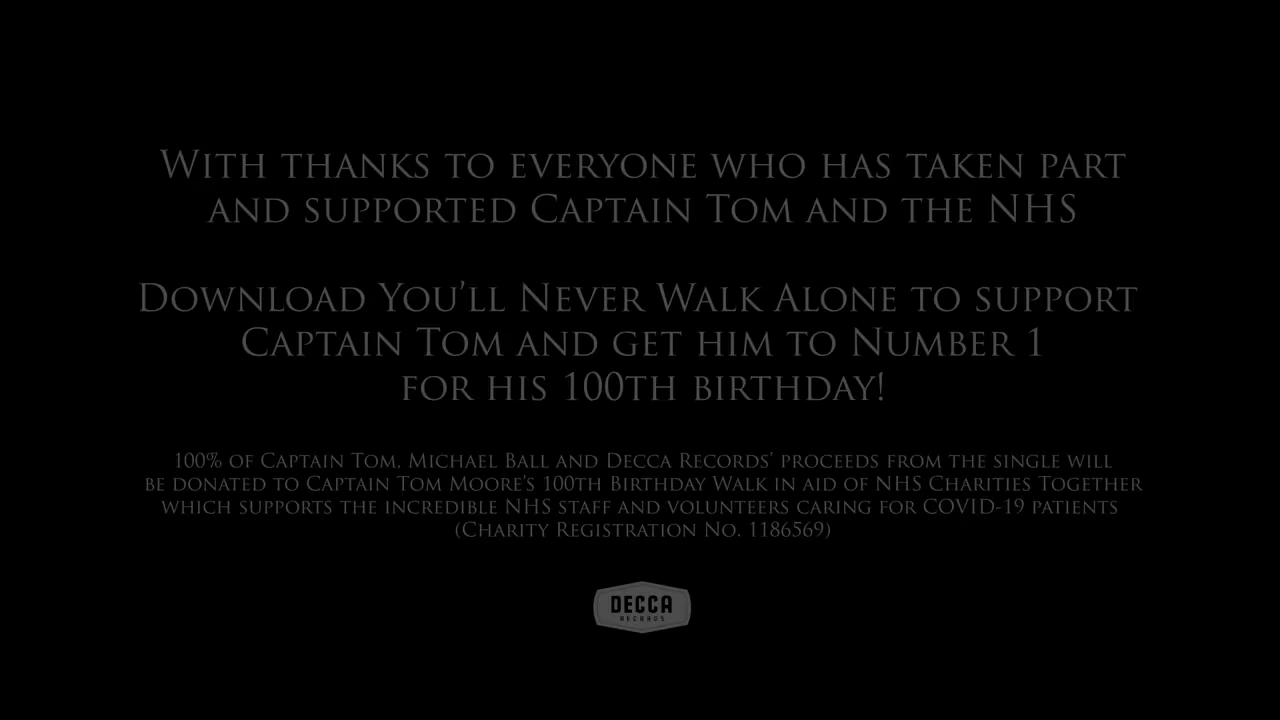 With thanks to everyone who has taken part
and supported Captain Tom and the NHS
Download You'll Never Walk Alone to support
Captain Tom and get him to Number 1
for his 100th birthday!
100% of Captain Tom, Michael Ball and Decca Records' proceeds from the single will
be donated to Captain Tom Moore's 100th Birthday Walk in aid of NHS Charities Together
which supports the incredible NHS staff and volunteers caring for COVID-19 patients
(Charity Registration No. 1186569)
DECCA
RECORDS